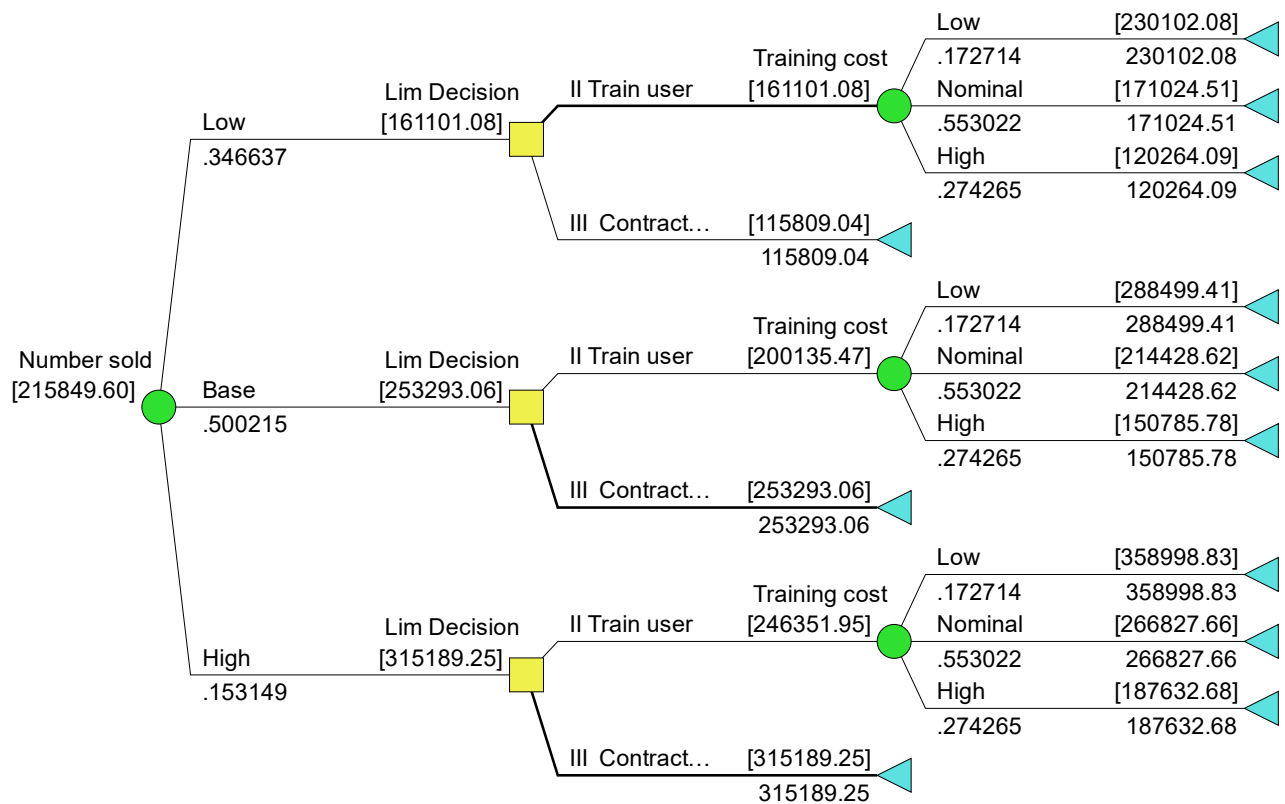 Low [230102.08]
.172714 230102.08
Training cost
Nominal [171024.51]
.553022 171024.51
High [120264.09]
.274265 120264.09
Lim Decision
II Train user [161101.08]
Low [161101.08]
.346637
III Contract… [115809.04]
115809.04
Low [288499.41]
.172714 288499.41
Training cost
Nominal [214428.62]
.553022 214428.62
High [150785.78]
.274265 150785.78
Number sold
[215849.60]
Lim Decision
II Train user [200135.47]
Base [253293.06]
.500215
III Contract… [253293.06]
253293.06
Low [358998.83]
.172714 358998.83
Training cost
Nominal [266827.66]
.553022 266827.66
High [187632.68]
.274265 187632.68
Lim Decision
II Train user [246351.95]
High [315189.25]
.153149
III Contract… [315189.25]
315189.25